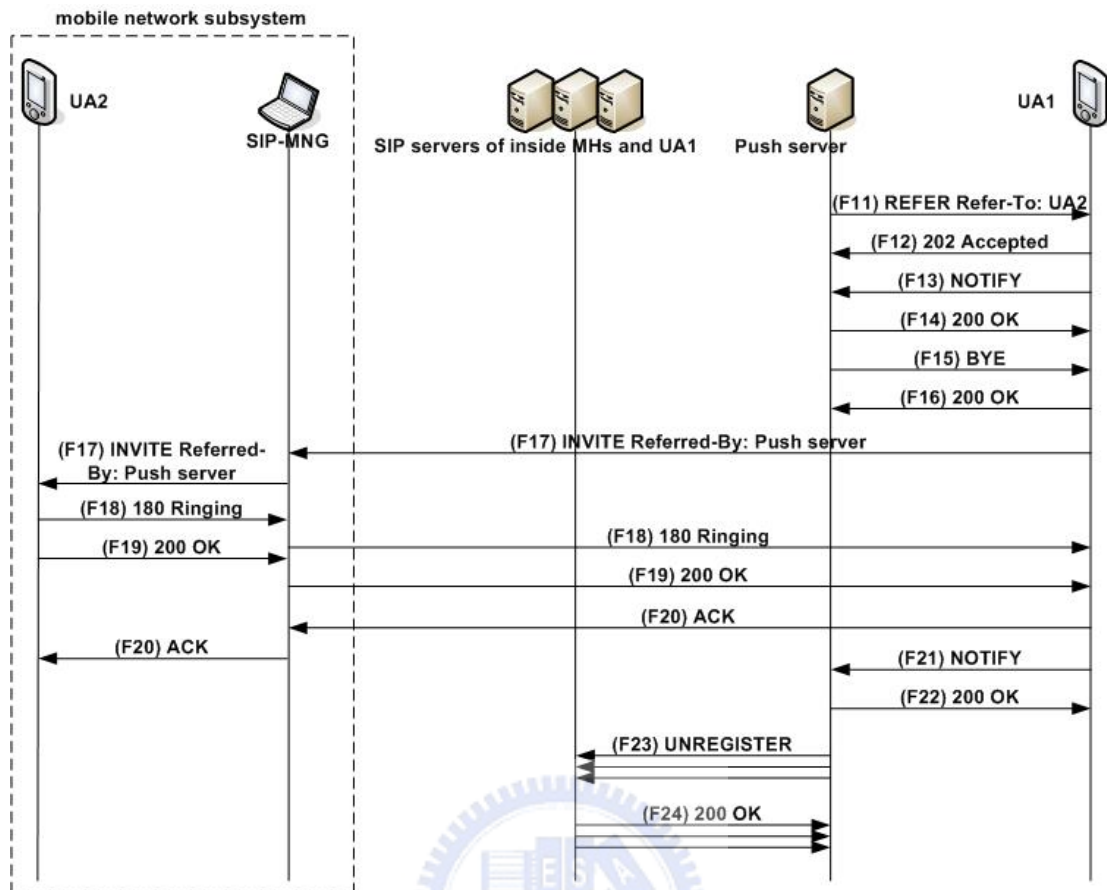 mobile network subsystem
UA2
SIP-MNG
SIP servers of inside MHs and UA1
Push server
UA1
(F11) REFER Refer-To: UA2
(F12) 202 Accepted
(F13) NOTIFY
(F14) 200 OK
(F15) BYE
(F16) 200 OK
(F17) INVITE Referred-By: Push server
(F17) INVITE Referred-
By: Push server
(F18) 180 Ringing
(F19) 200 OK
(F18) 180 Ringing
(F19) 200 OK
(F20) ACK
(F20) ACK
(F21) NOTIFY
(F22) 200 OK
(F23) UNREGISTER
(F24) 200 OK
E S A